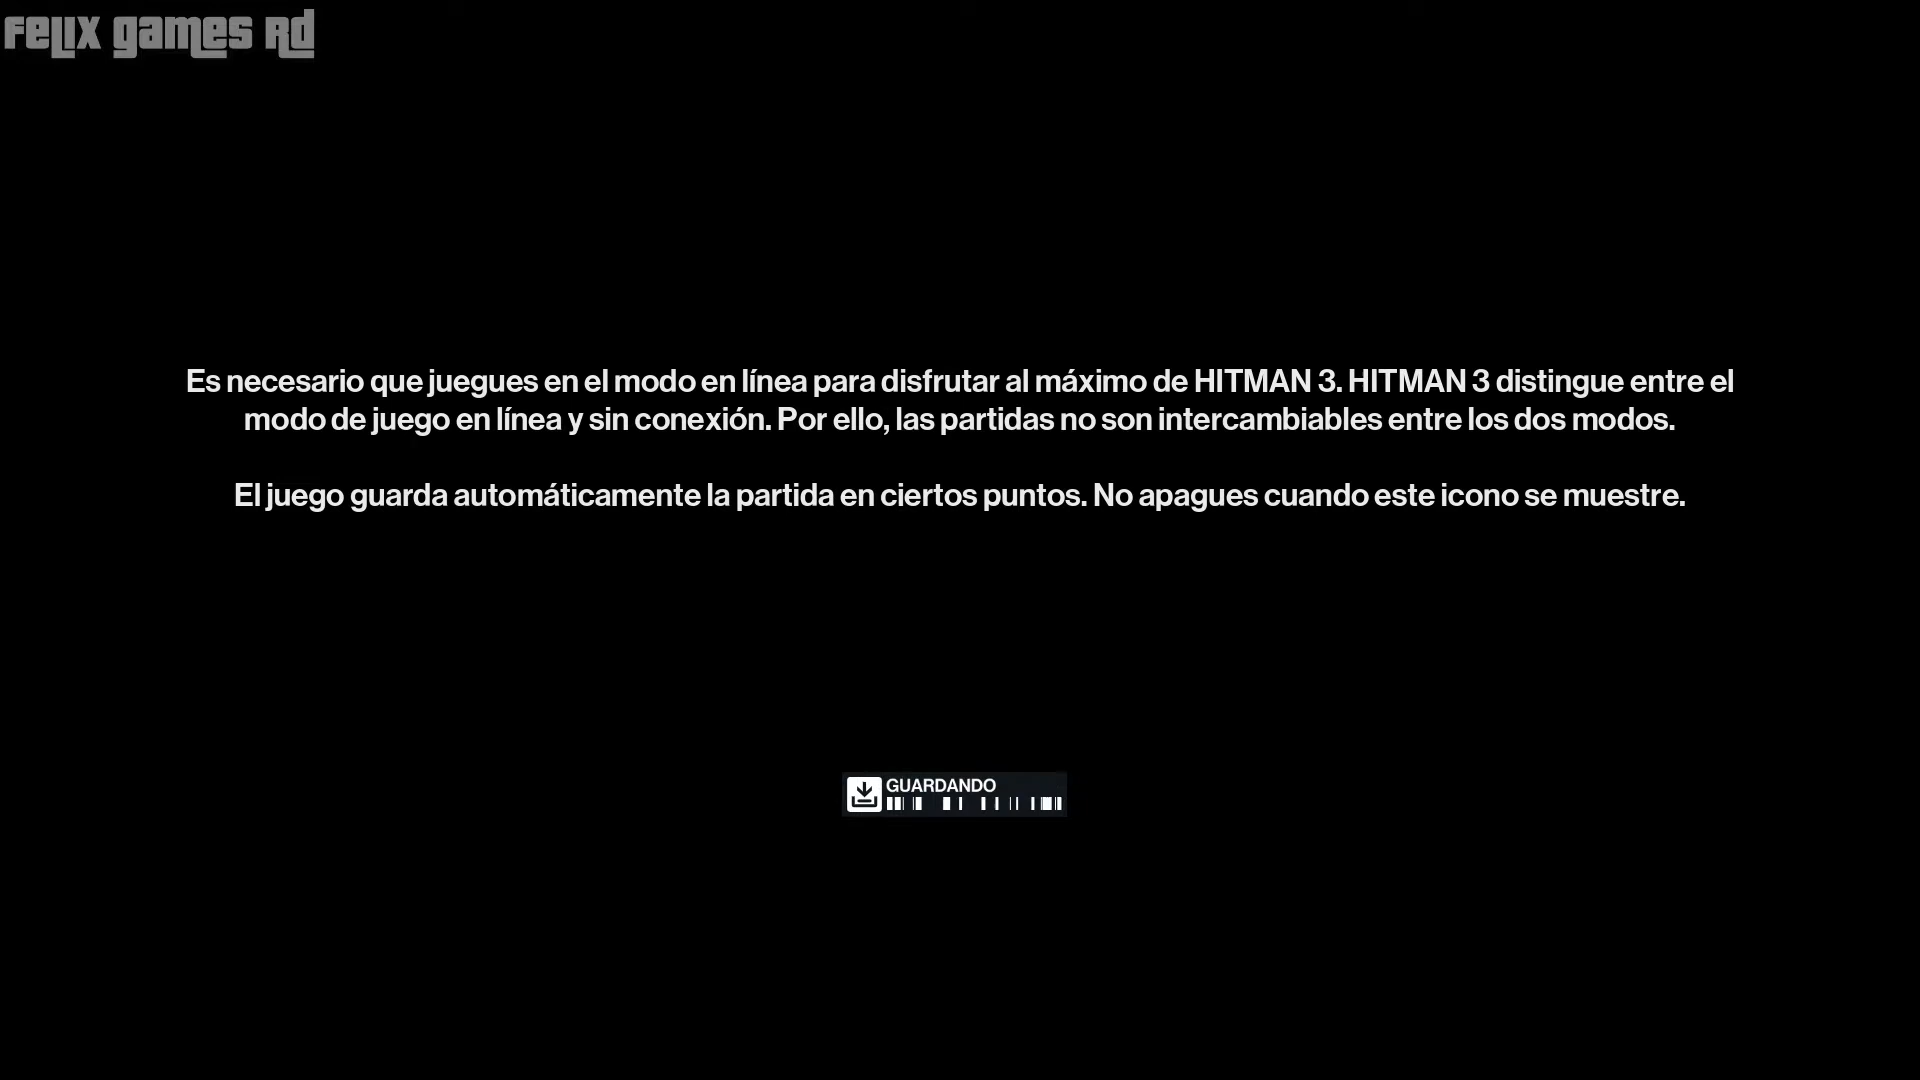 Felix Games RD
Es necesario que juegues en el modo en línea para disfrutar al máximo de HITMAN 3. HITMAN 3 distingue entre el
modo de juego en línea y sin conexión. Por ello, las partidas no son intercambiables entre los dos modos.
El juego guarda automáticamente la partida en ciertos puntos. No apagues cuando este icono se muestre.
GUARDANDO